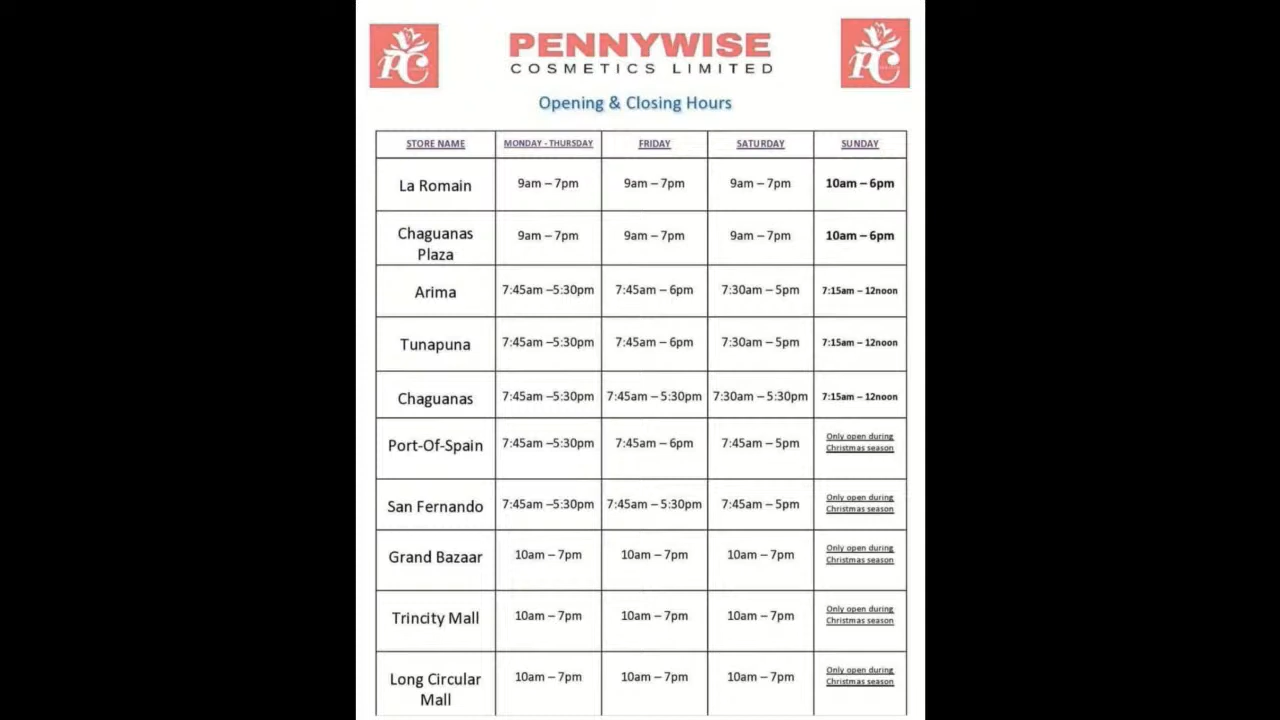 PC
PENNYWISE
COSMETICS LIMITED
PC
Opening & Closing Hours
STORE NAME MONDAY - THURSDAY FRIDAY SATURDAY SUNDAY
La Romain 9am – 7pm 9am – 7pm 9am – 7pm 10am – 6pm
Chaguanas
Plaza 9am – 7pm 9am – 7pm 9am – 7pm 10am – 6pm
Arima 7:45am –5:30pm 7:45am – 6pm 7:30am – 5pm 7:15am – 12noon
Tunapuna 7:45am –5:30pm 7:45am – 6pm 7:30am – 5pm 7:15am – 12noon
Chaguanas 7:45am –5:30pm 7:45am – 5:30pm 7:30am – 5:30pm 7:15am – 12noon
Port-Of-Spain 7:45am –5:30pm 7:45am – 6pm 7:45am – 5pm Only open during
Christmas season
San Fernando 7:45am –5:30pm 7:45am – 5:30pm 7:45am – 5pm Only open during
Christmas season
Grand Bazaar 10am – 7pm 10am – 7pm 10am – 7pm Only open during
Christmas season
Trincity Mall 10am – 7pm 10am – 7pm 10am – 7pm Only open during
Christmas season
Long Circular
Mall 10am – 7pm 10am – 7pm 10am – 7pm Only open during
Christmas season